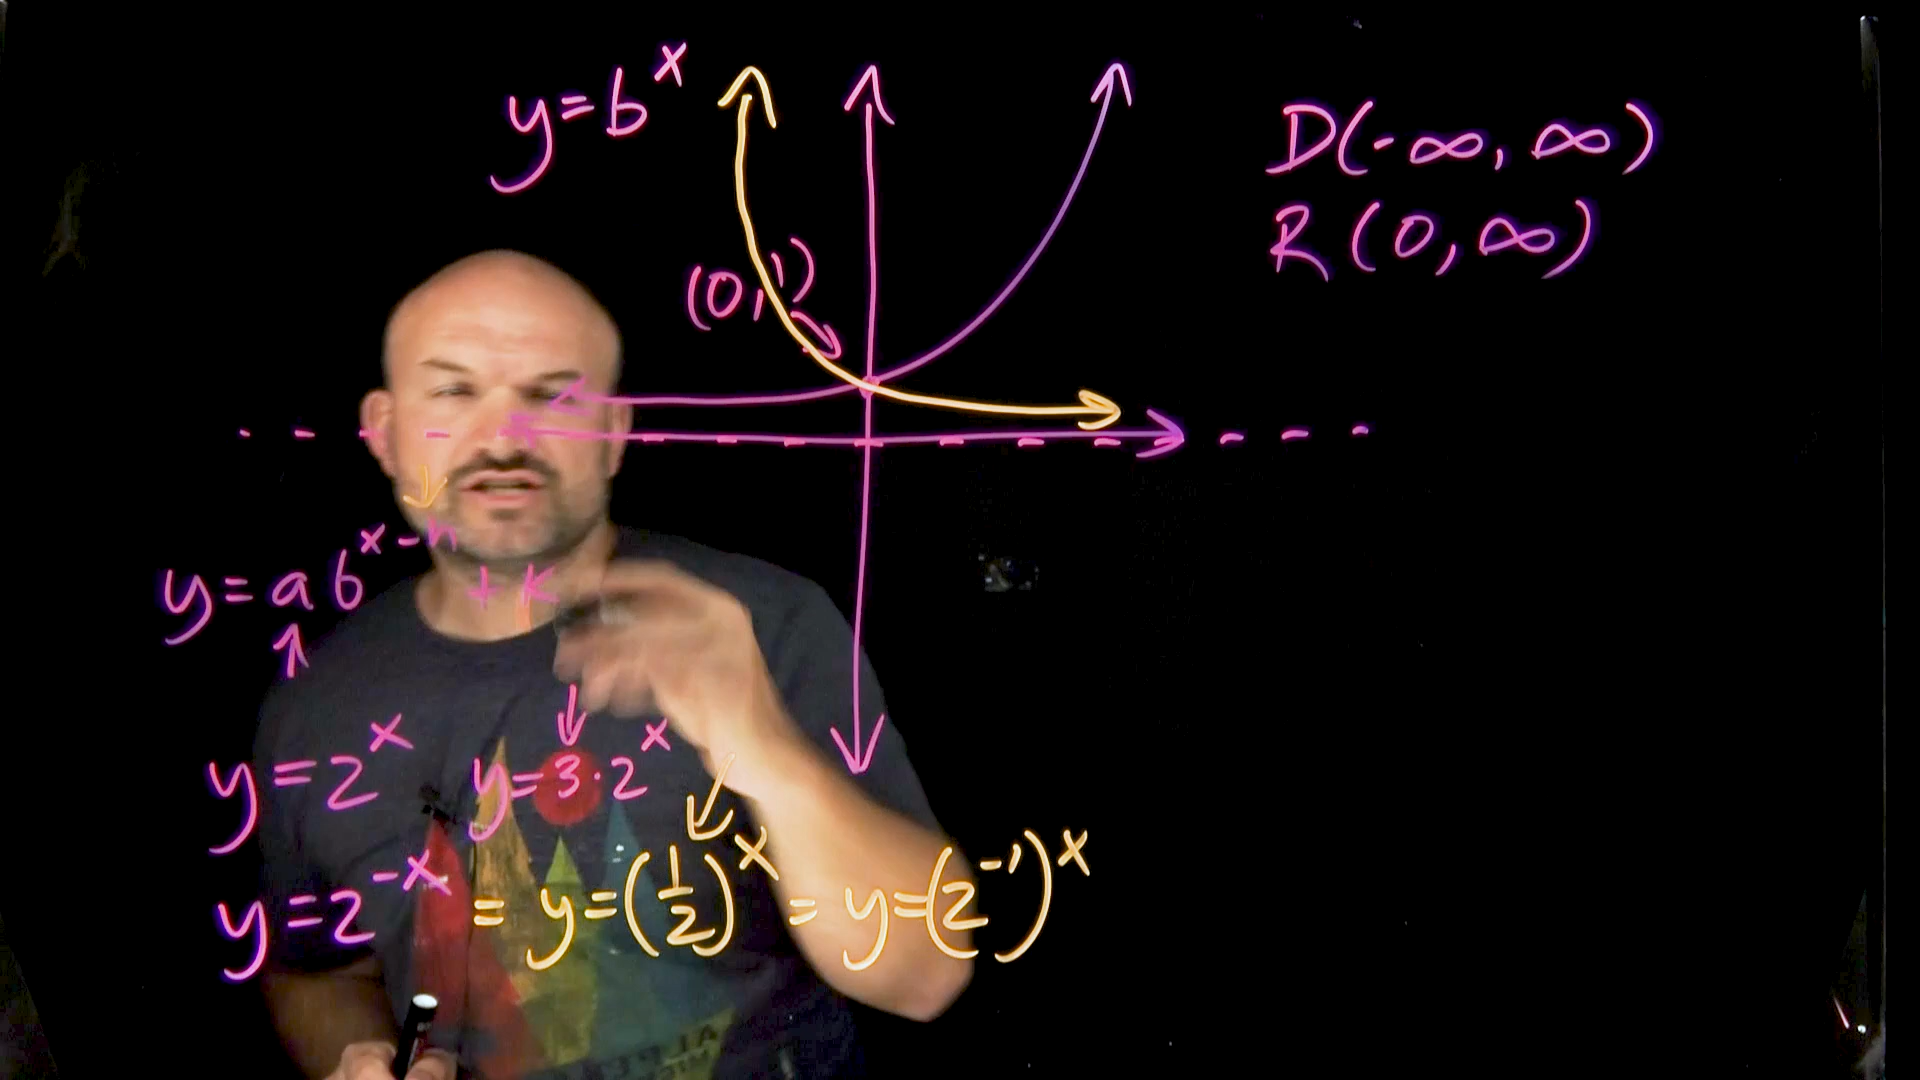 y=b^x
D(-∞, ∞)
R(0, ∞)
(0,1)
y=ab^(x-h) + k
y=2^x y=3·2^x
y=2^(-x) = y=(1/2)^x = y=(2^(-1))^x